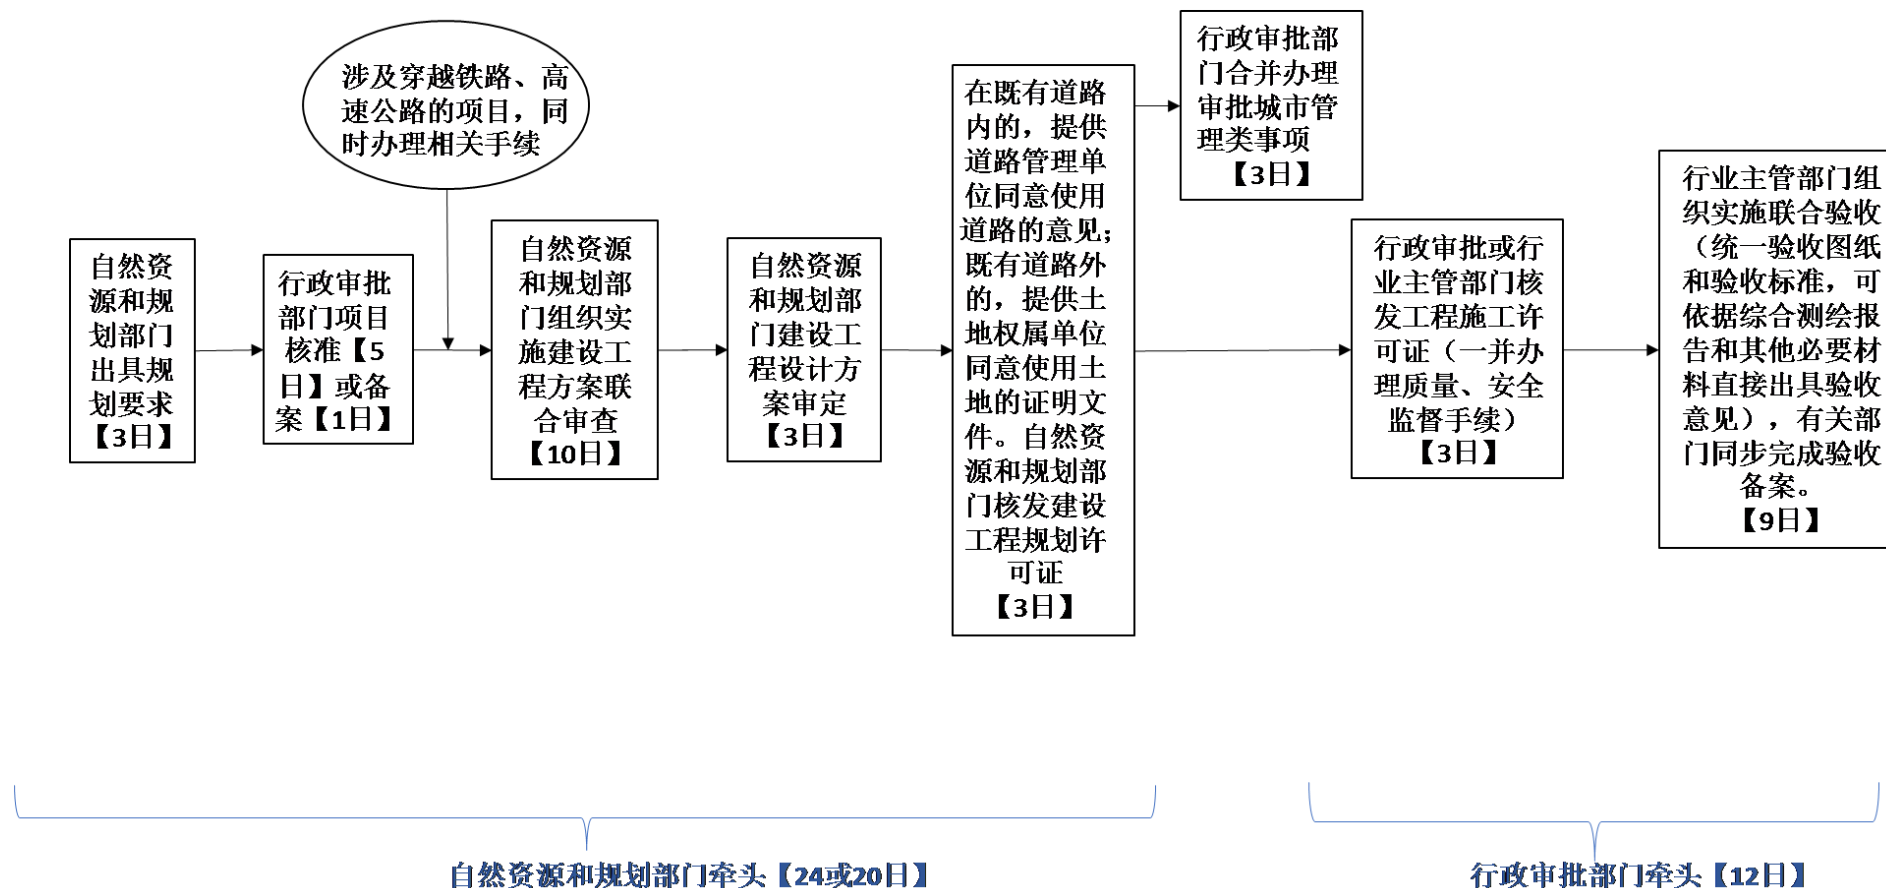 涉及穿越铁路、高
速公路的项目，同
时办理相关手续
自然资
源和规
划部门
出具规
划要求
【3日】
行政审批
部门项目
核准【5
日】或备
案【1日】
自然资源
和规划部
门组织实
施建设工
程方案联
合审查
【10日】
自然资源
和规划部
门建设工
程设计方
案审定
【3日】
在既有道路
内的，提供
道路管理单
位同意使用
道路的意见；
既有道路外
的，提供土
地权属单位
同意使用土
地的证明文
件。自然资
源和规划部
门核发建设
工程规划许
可证
【3日】
行政审批部
门合并办理
审批城市管
理类事项
【3日】
行政审批或行
业主管部门核
发工程施工许
可证（一并办
理质量、安全
监督手续）
【3日】
行业主管部门组
织实施联合验收
（统一验收图纸
和验收标准，可
依据综合测绘报
告和其他必要材
料直接出具验收
意见），有关部
门同步完成验收
备案。
【9日】
自然资源和规划部门牵头【24或20日】
行政审批部门牵头【12日】